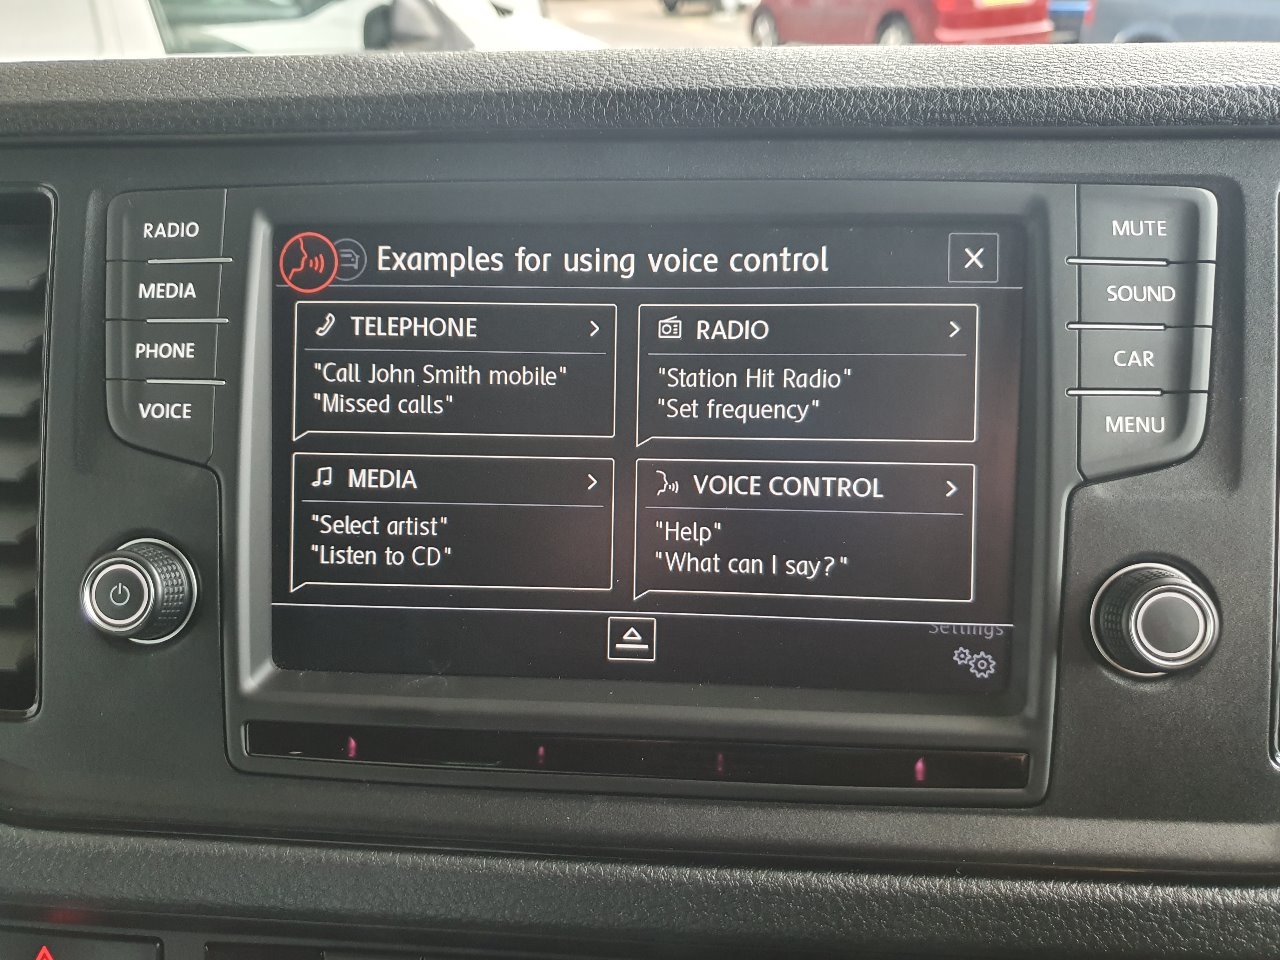 RADIO
MEDIA
PHONE
VOICE
Examples for using voice control
TELEPHONE
"Call John Smith mobile"
"Missed calls"
RADIO
"Station Hit Radio"
"Set frequency"
MEDIA
"Select artist"
"Listen to CD"
VOICE CONTROL
"Help"
"What can I say?"
Settings
MUTE
SOUND
CAR
MENU